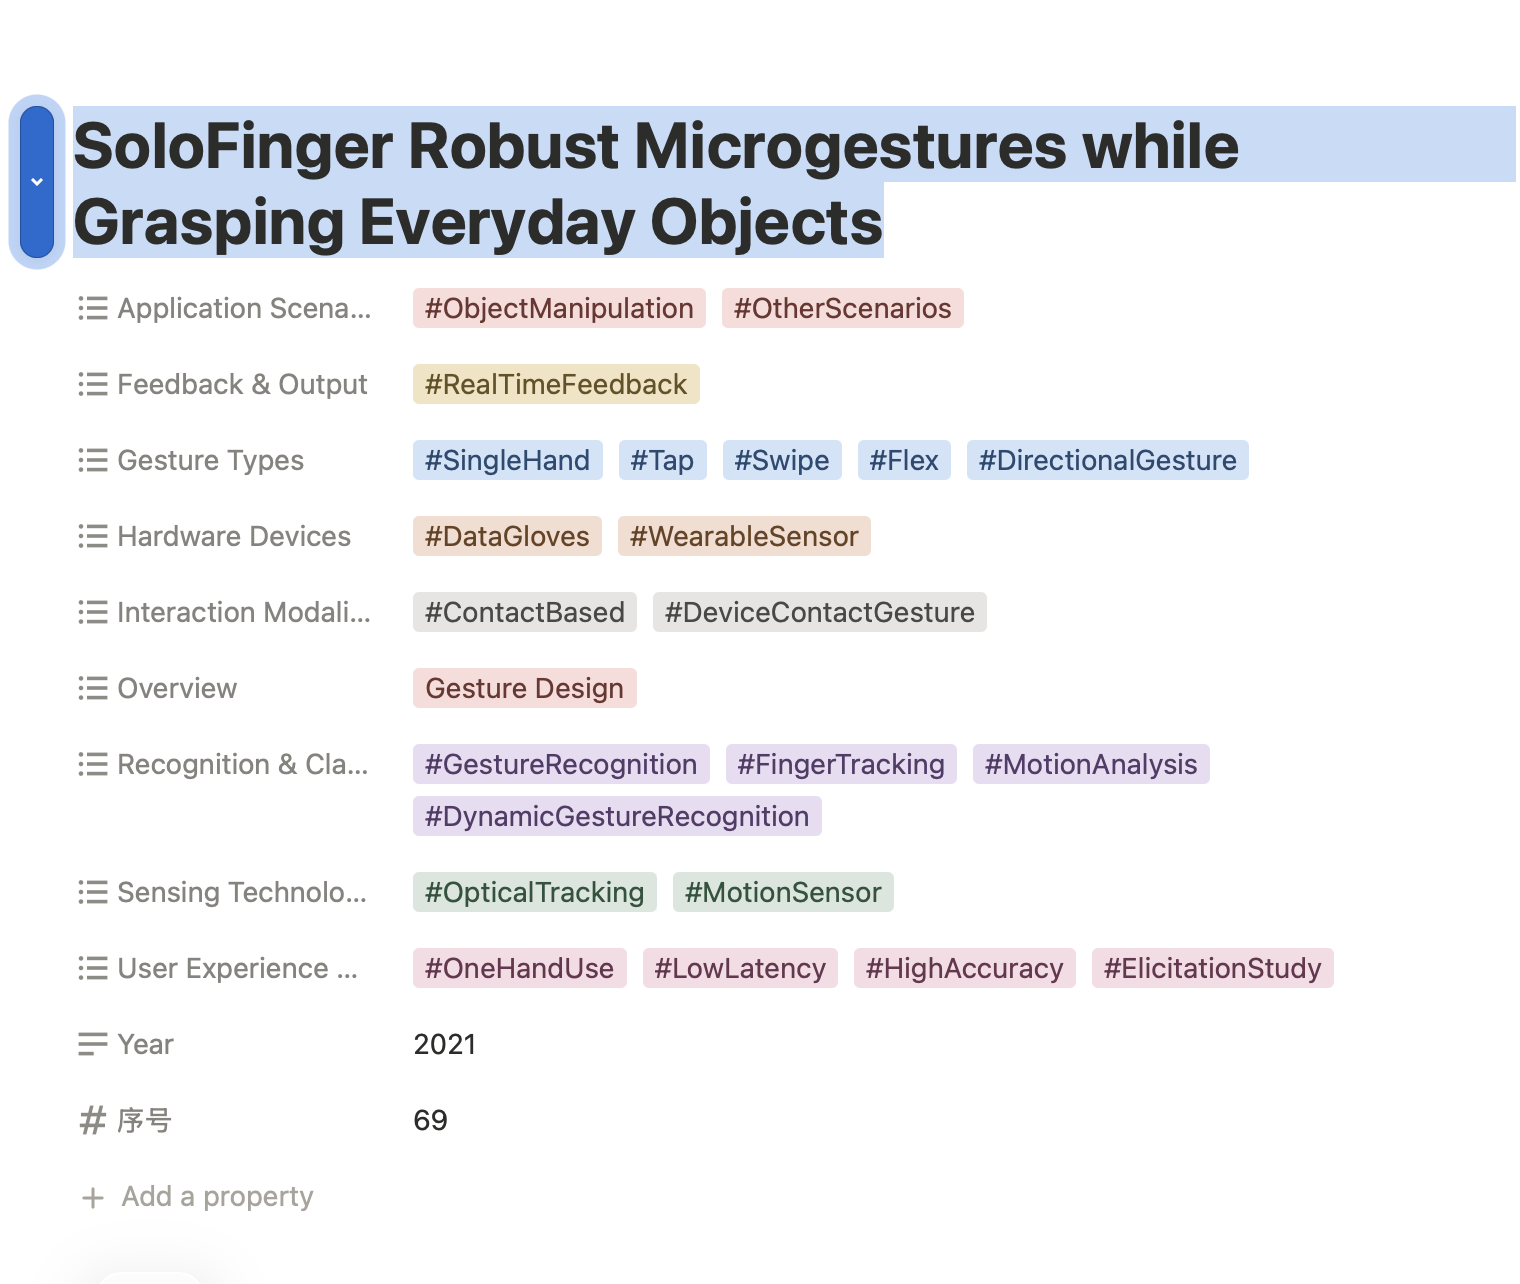 SoloFinger Robust Microgestures while
Grasping Everyday Objects
Application Scena... #ObjectManipulation #OtherScenarios
Feedback & Output #RealTimeFeedback
Gesture Types #SingleHand #Tap #Swipe #Flex #DirectionalGesture
Hardware Devices #DataGloves #WearableSensor
Interaction Modali... #ContactBased #DeviceContactGesture
Overview Gesture Design
Recognition & Cla... #GestureRecognition #FingerTracking #MotionAnalysis
#DynamicGestureRecognition
Sensing Technolo... #OpticalTracking #MotionSensor
User Experience ... #OneHandUse #LowLatency #HighAccuracy #ElicitationStudy
Year 2021
序号 69
Add a property